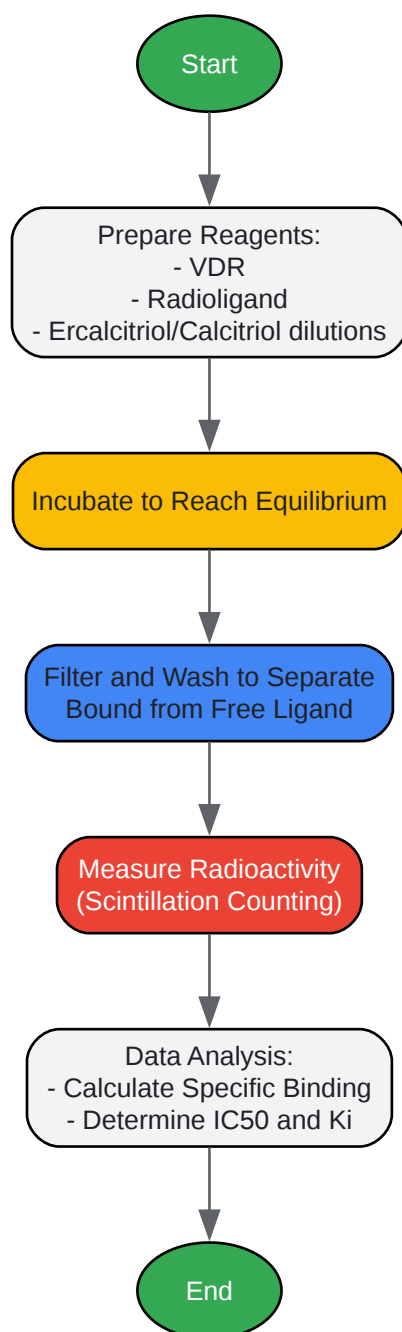 Start
Prepare Reagents:
- VDR
- Radioligand
- Ercalcitriol/Calcitriol dilutions
Incubate to Reach Equilibrium
Filter and Wash to Separate
Bound from Free Ligand
Measure Radioactivity
(Scintillation Counting)
Data Analysis:
- Calculate Specific Binding
- Determine IC50 and Ki
End